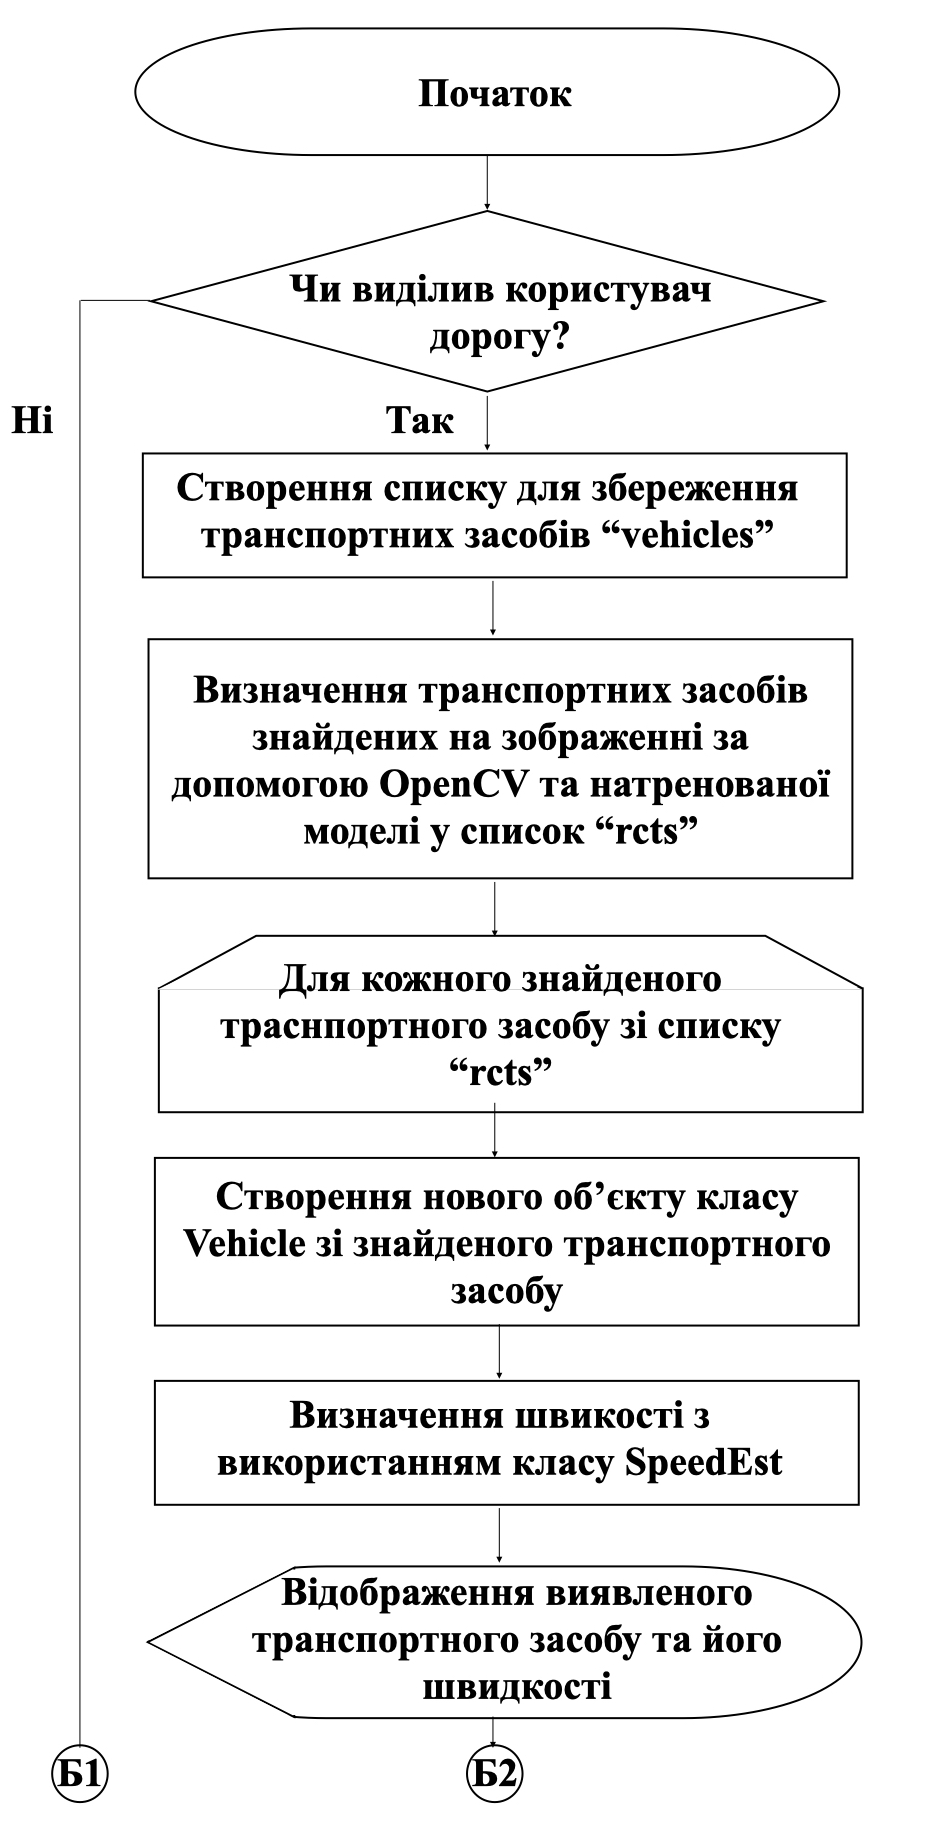 Початок
Чи виділив користувач
дорогу?
Ні
Так
Створення списку для збереження
транспортних засобів “vehicles”
Визначення транспортних засобів
знайдених на зображенні за
допомогою OpenCV та натренованої
моделі у список “rcts”
Для кожного знайденого
траснпортного засобу зі списку
“rcts”
Створення нового об’єкту класу
Vehicle зі знайденого транспортного
засобу
Визначення швикості з
використанням класу SpeedEst
Відображення виявленого
транспортного засобу та його
швидкості
Б1
Б2